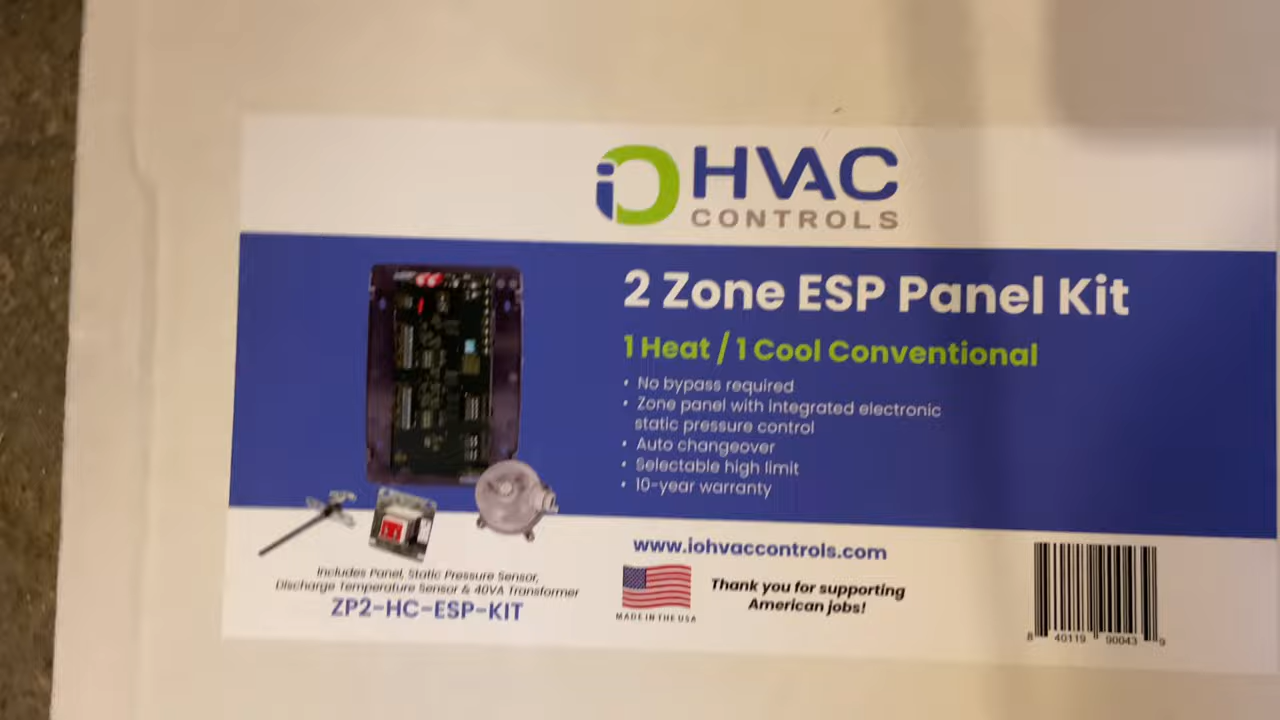 iO HVAC
CONTROLS
2 Zone ESP Panel Kit
1 Heat / 1 Cool Conventional
• No bypass required
• Zone panel with integrated electronic
static pressure control
• Auto changeover
• Selectable high limit
• 10-year warranty
Includes Panel, Static Pressure Sensor,
Discharge Temperature Sensor & 40VA Transformer
ZP2-HC-ESP-KIT
www.iohvaccontrols.com
MADE IN THE USA
Thank you for supporting
American jobs!
8 40119 90043 9